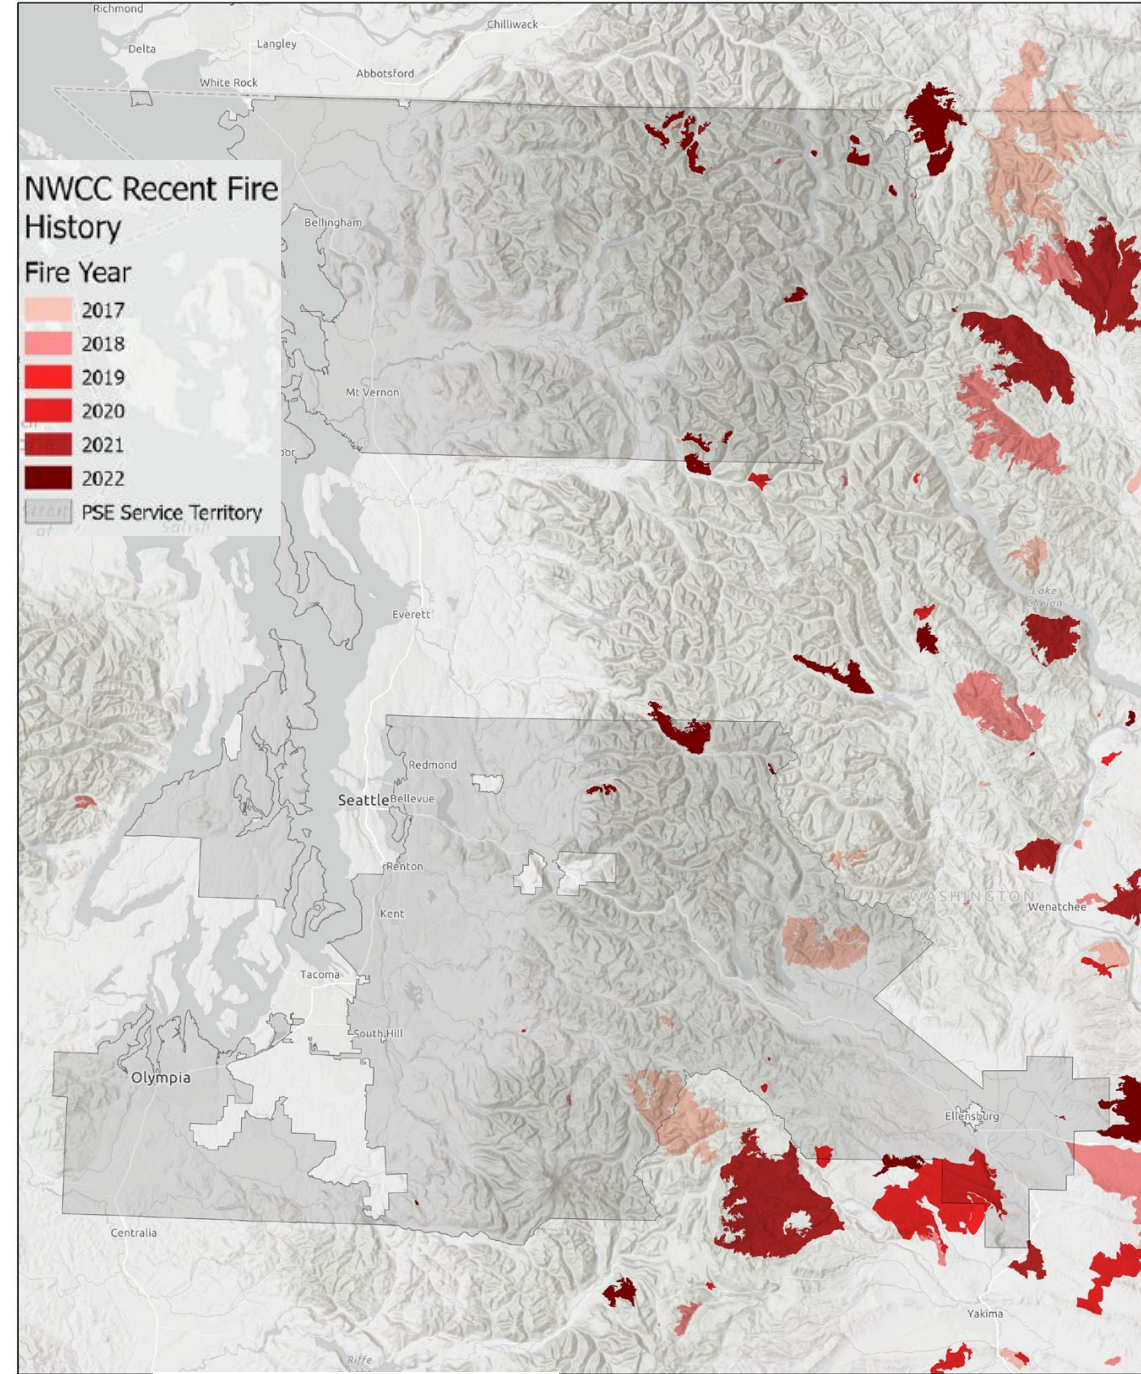 Richmond
Chilliwack
Delta
Langley
Abbotsford
White Rock
NWCC Recent Fire
History
Fire Year
2017
2018
2019
2020
2021
2022
PSE Service Territory
Bellingham
Mt Vernon
Everett
Lake
Chelan
Redmond
Seattle
Bellevue
Renton
WASHINGTON
Wenatchee
Kent
Tacoma
South Hill
Olympia
Ellensburg
Centralia
Yakima
Riffe